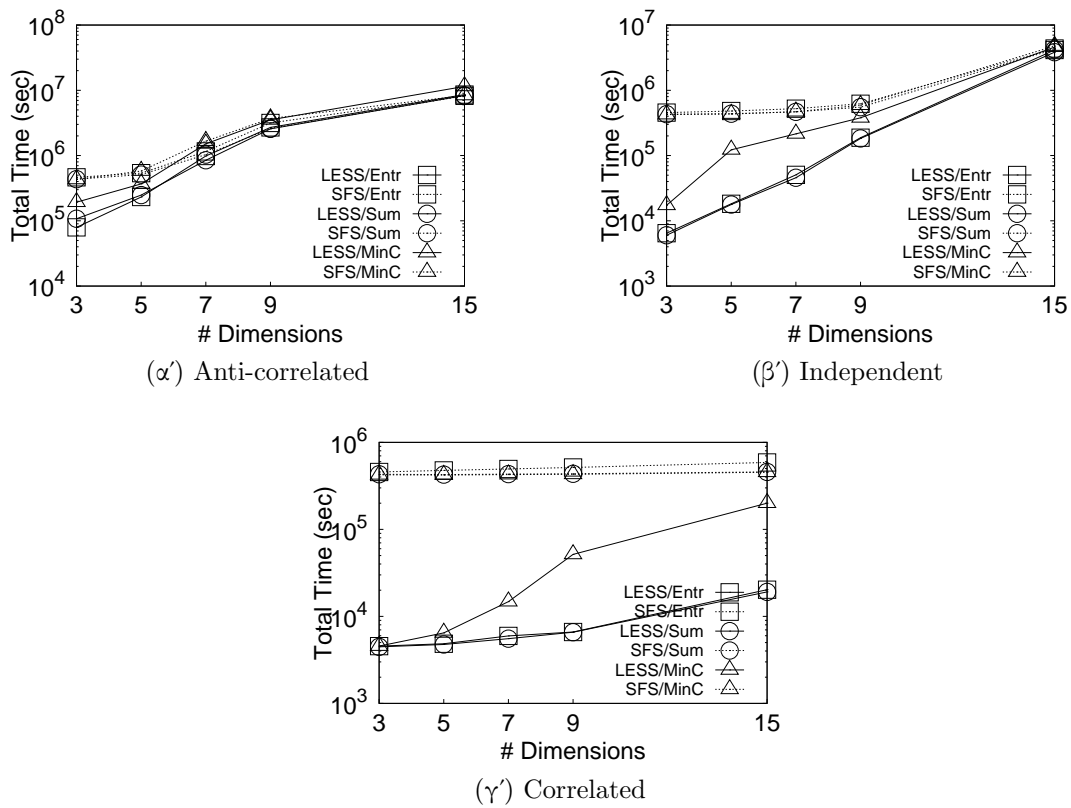 Total Time (sec)
10^8
10^7
10^6
10^5
10^4
LESS/Entr
SFS/Entr
LESS/Sum
SFS/Sum
LESS/MinC
SFS/MinC
3 5 7 9 15
# Dimensions
(α′) Anti-correlated
Total Time (sec)
10^7
10^6
10^5
10^4
10^3
LESS/Entr
SFS/Entr
LESS/Sum
SFS/Sum
LESS/MinC
SFS/MinC
3 5 7 9 15
# Dimensions
(β′) Independent
Total Time (sec)
10^6
10^5
10^4
10^3
LESS/Entr
SFS/Entr
LESS/Sum
SFS/Sum
LESS/MinC
SFS/MinC
3 5 7 9 15
# Dimensions
(γ′) Correlated